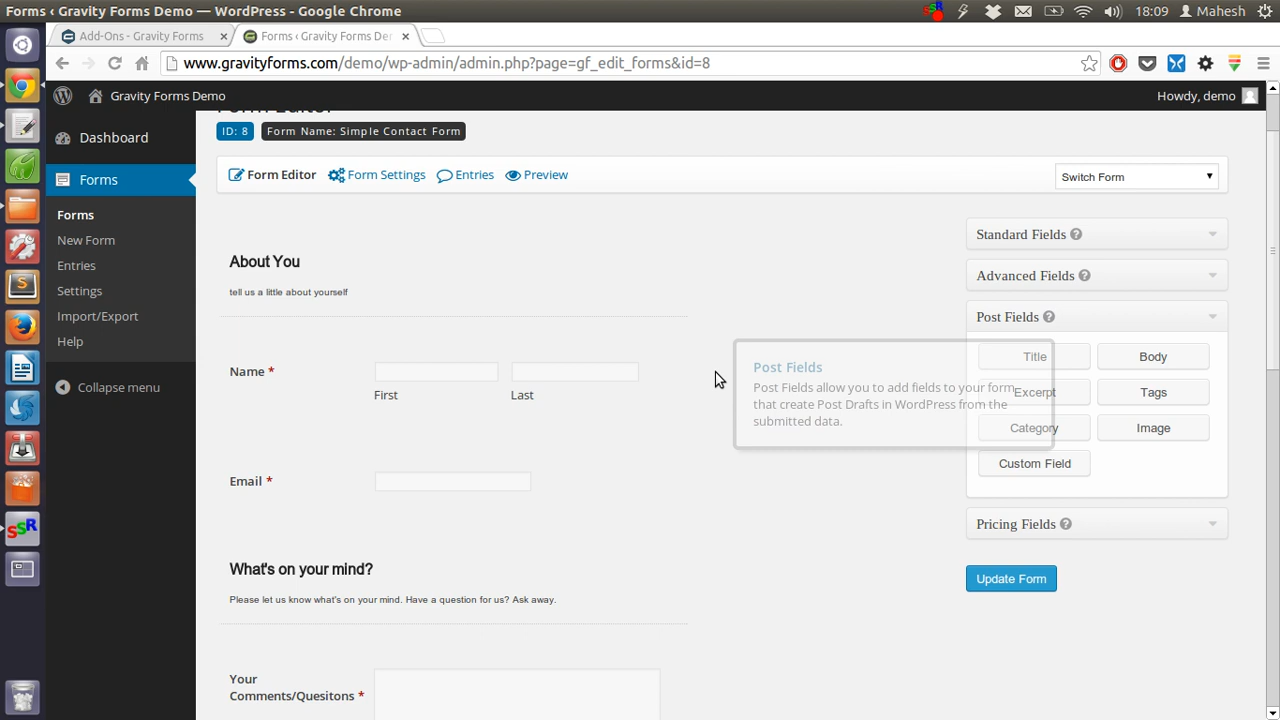 Forms ‹ Gravity Forms Demo — WordPress - Google Chrome
18:09 Mahesh
Add-Ons - Gravity Forms
Forms ‹ Gravity Forms De
www.gravityforms.com/demo/wp-admin/admin.php?page=gf_edit_forms&id=8
Gravity Forms Demo
Howdy, demo
Dashboard
Forms
Forms
New Form
Entries
Settings
Import/Export
Help
Collapse menu
Form Editor
ID: 8
Form Name: Simple Contact Form
Form Editor
Form Settings
Entries
Preview
Switch Form
About You
tell us a little about yourself
Name *
First
Last
Email *
What's on your mind?
Please let us know what's on your mind. Have a question for us? Ask away.
Your
Comments/Quesitons *
Post Fields
Post Fields allow you to add fields to your form
that create Post Drafts in WordPress from the
submitted data.
Standard Fields ?
Advanced Fields ?
Post Fields ?
Title
Body
Excerpt
Tags
Category
Image
Custom Field
Pricing Fields ?
Update Form
SSR